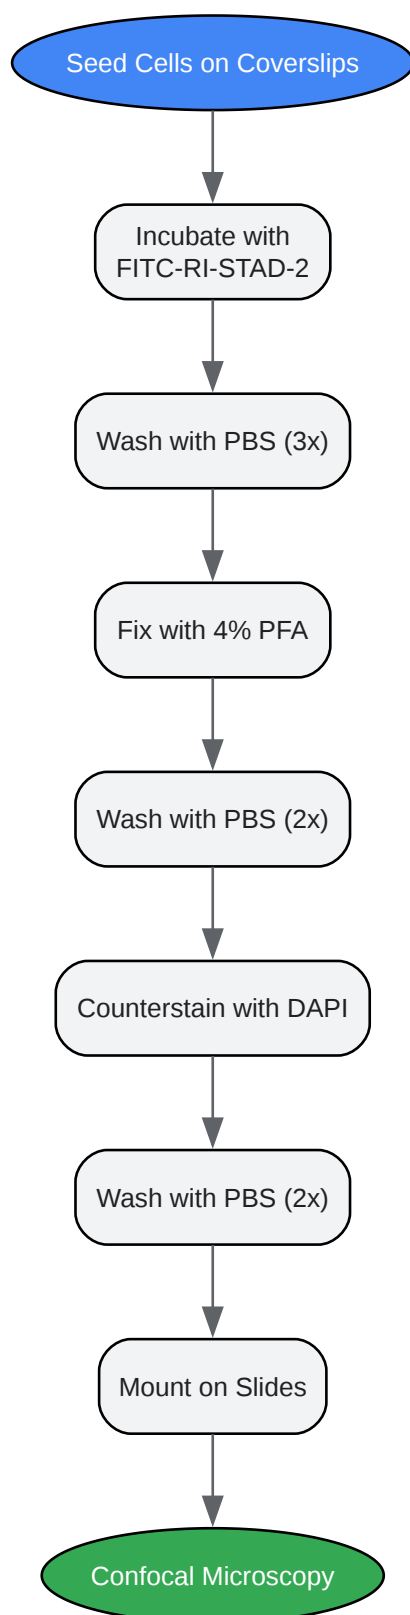 Seed Cells on Coverslips
Incubate with
FITC-RI-STAD-2
Wash with PBS (3x)
Fix with 4% PFA
Wash with PBS (2x)
Counterstain with DAPI
Wash with PBS (2x)
Mount on Slides
Confocal Microscopy